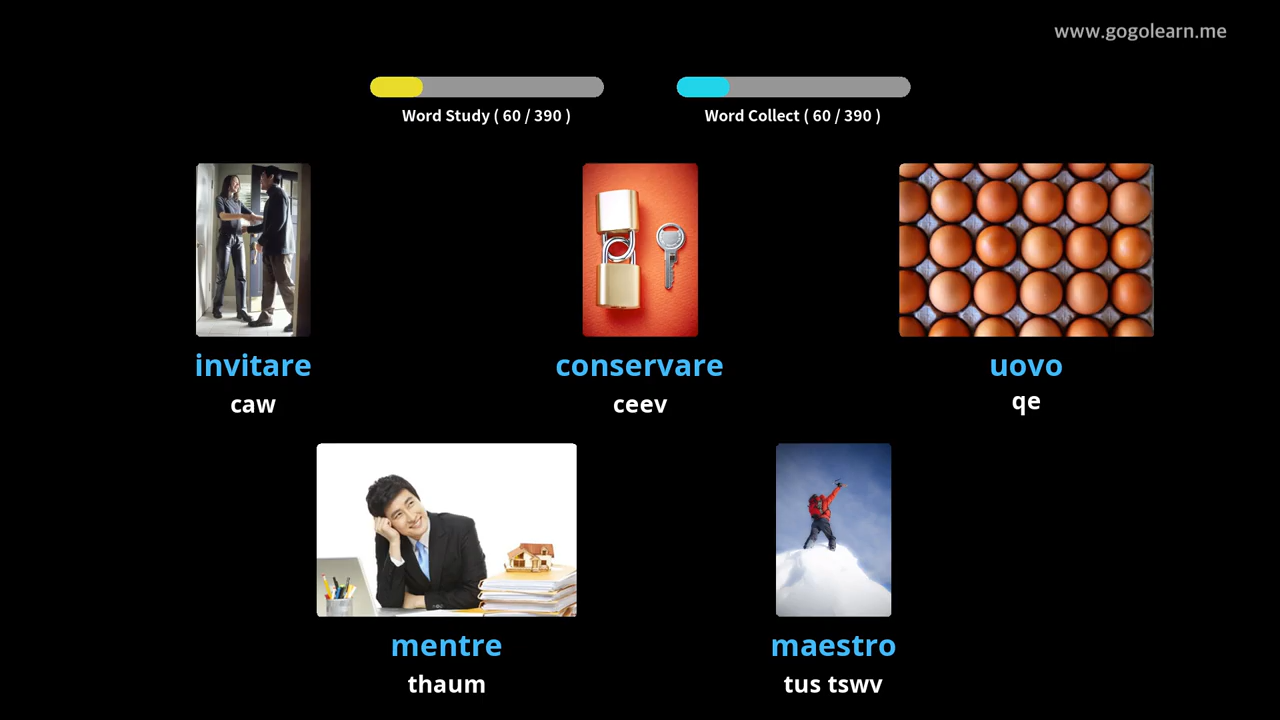 www.gogolearn.me
Word Study ( 60 / 390 )
Word Collect ( 60 / 390 )
invitare
caw
conservare
ceev
uovo
qe
mentre
thaum
maestro
tus tswv